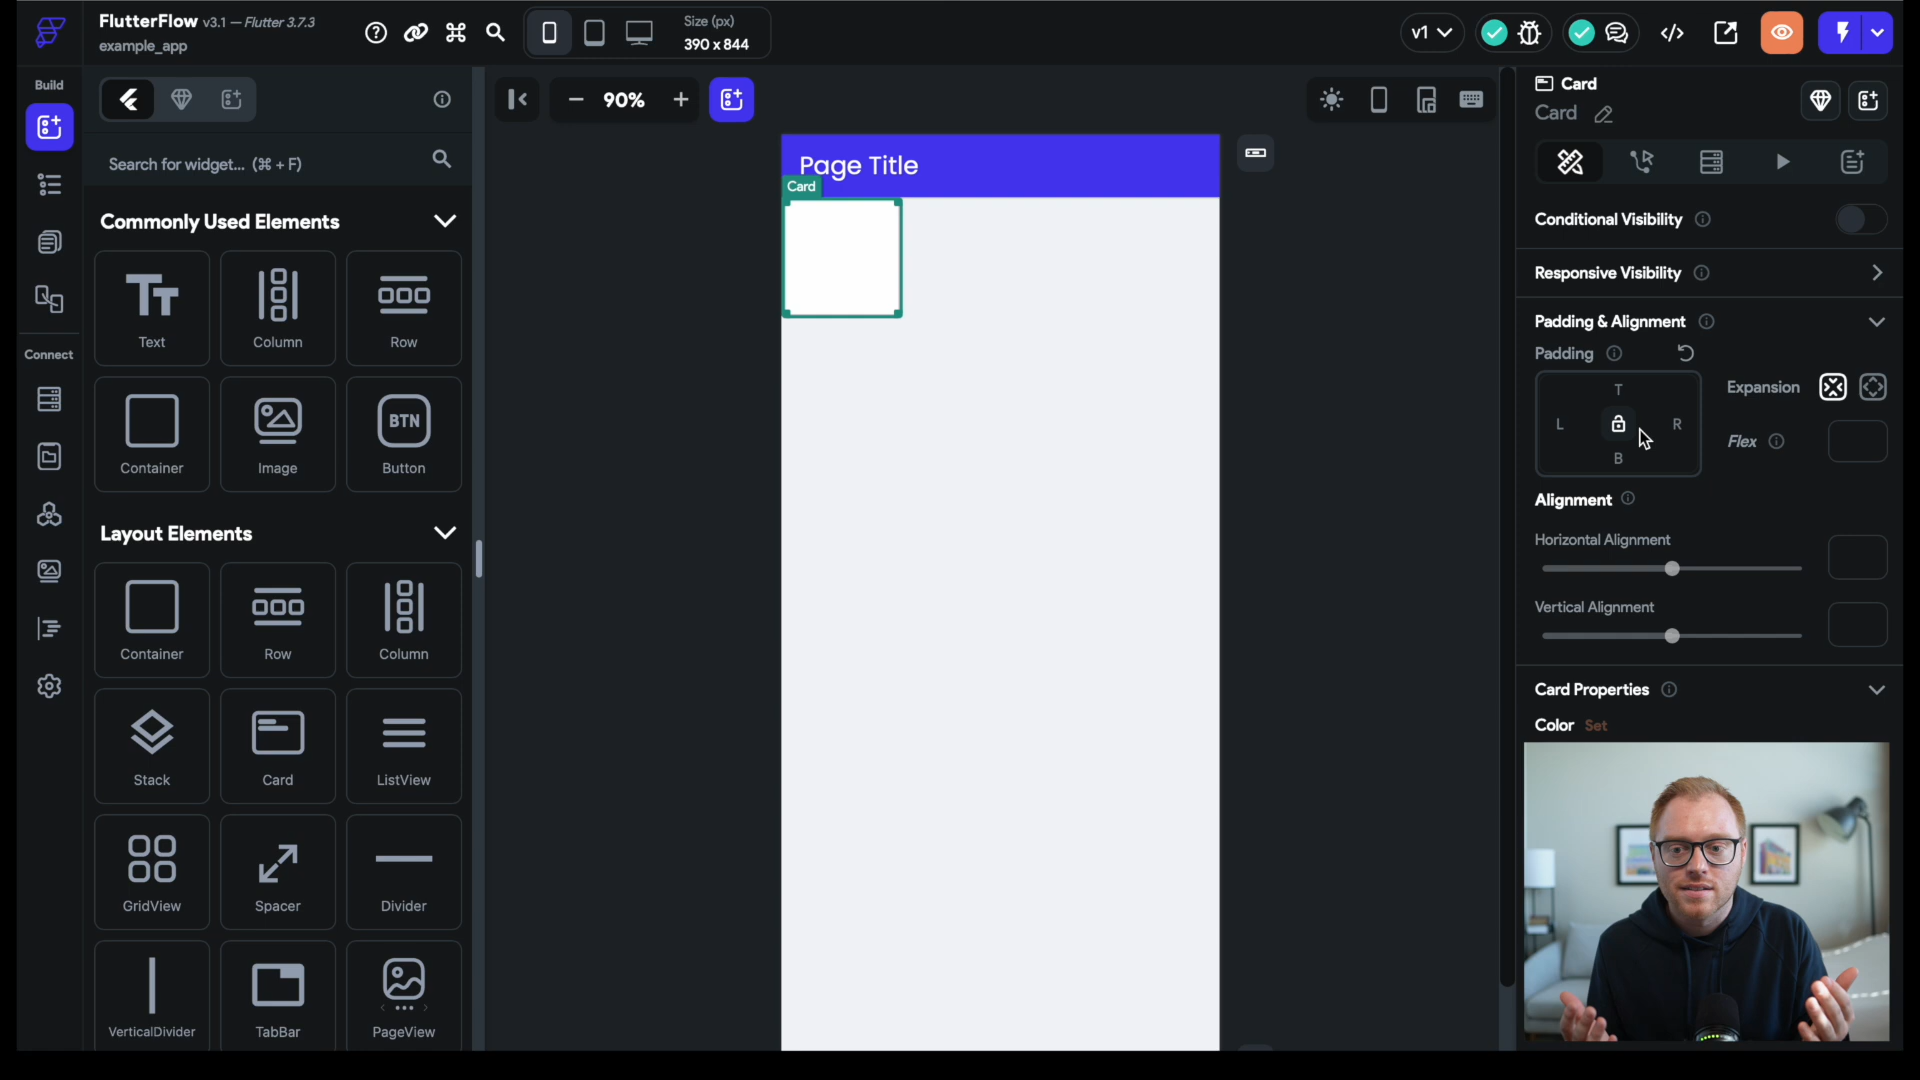 FlutterFlow v3.1 — Flutter 3.7.3
example_app
Size (px)
390 x 844
v1
Build
Connect
Search for widget... (⌘ + F)
Commonly Used Elements
Text
Column
Row
Container
Image
BTN
Button
Layout Elements
Container
Row
Column
Stack
Card
ListView
GridView
Spacer
Divider
VerticalDivider
TabBar
PageView
90%
Page Title
Card
Card
Card
Conditional Visibility
Responsive Visibility
Padding & Alignment
Padding
T
L
R
B
Expansion
Flex
Alignment
Horizontal Alignment
Vertical Alignment
Card Properties
Color Set